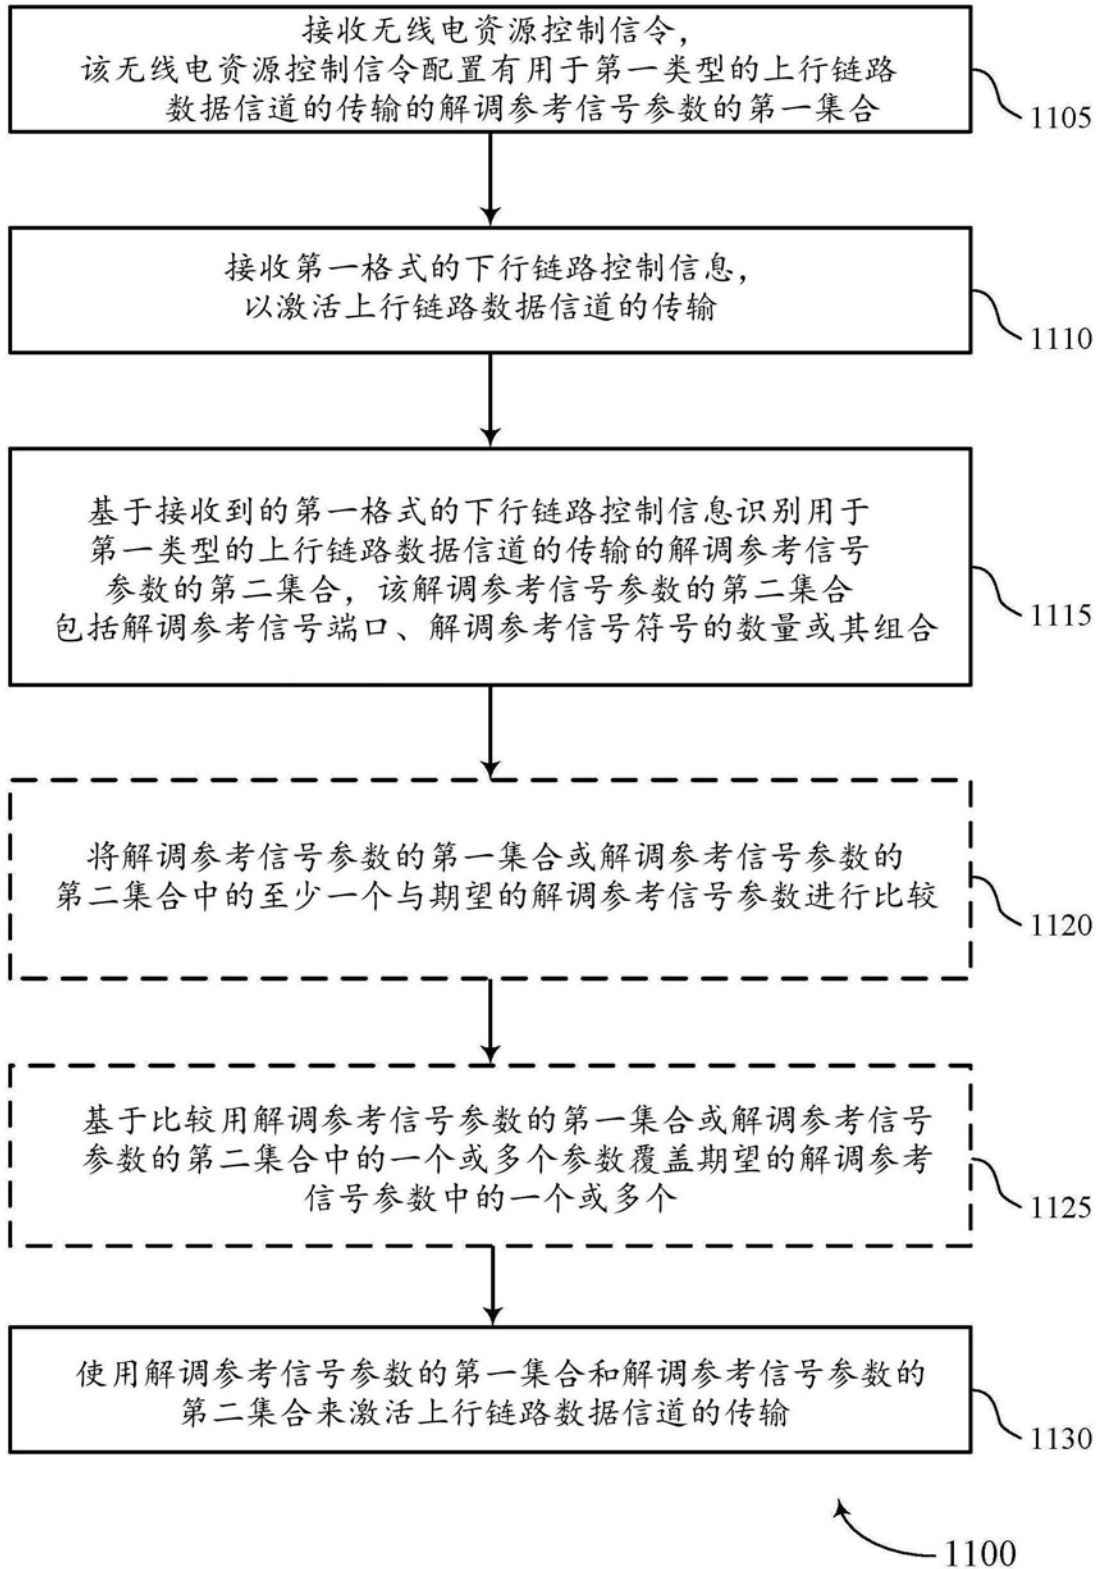 接收无线电资源控制信令，
该无线电资源控制信令配置有用于第一类型的上行链路
数据信道的传输的解调参考信号参数的第一集合
1105
接收第一格式的下行链路控制信息，
以激活上行链路数据信道的传输
1110
基于接收到的第一格式的下行链路控制信息识别用于
第一类型的上行链路数据信道的传输的解调参考信号
参数的第二集合，该解调参考信号参数的第二集合
包括解调参考信号端口、解调参考信号符号的数量或其组合
1115
将解调参考信号参数的第一集合或解调参考信号参数的
第二集合中的至少一个与期望的解调参考信号参数进行比较
1120
基于比较用解调参考信号参数的第一集合或解调参考信号
参数的第二集合中的一个或多个参数覆盖期望的解调参考
信号参数中的一个或多个
1125
使用解调参考信号参数的第一集合和解调参考信号参数的
第二集合来激活上行链路数据信道的传输
1130
1100